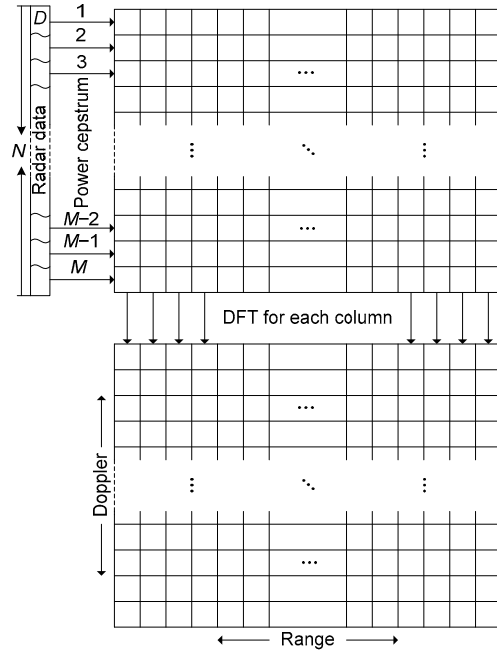 D
1
2
3
...
N
Radar data
Power cepstrum
M−2
M−1
M
...
DFT for each column
...
Doppler
...
Range